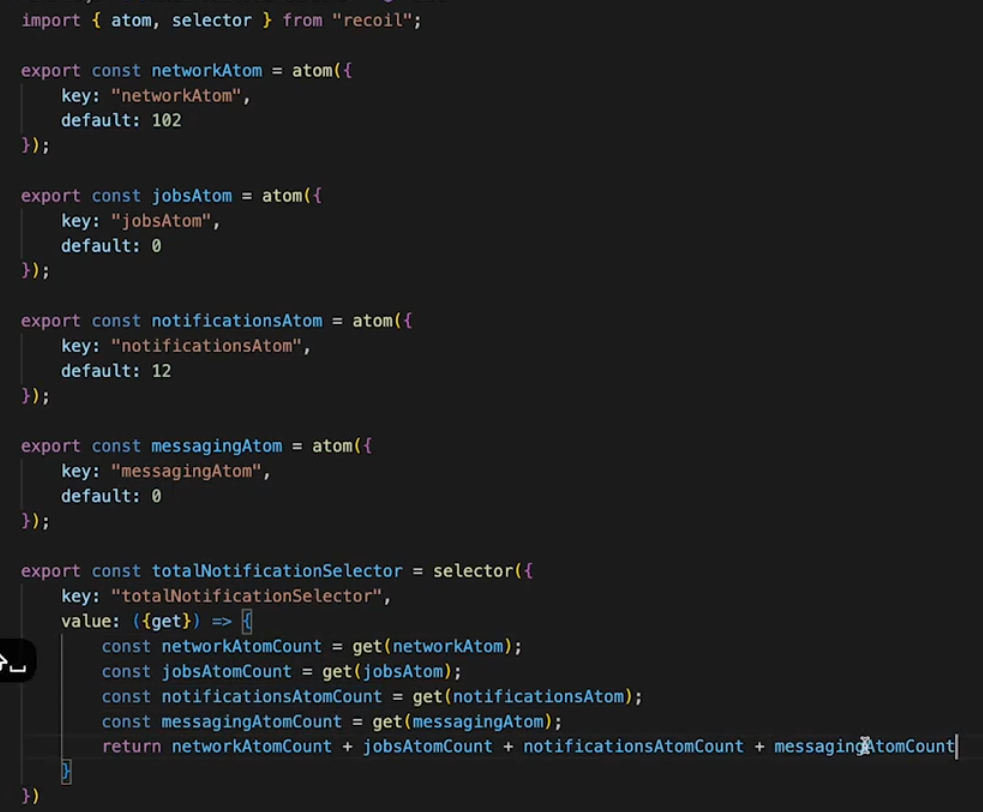 import { atom, selector } from "recoil";
export const networkAtom = atom({
key: "networkAtom",
default: 102
});
export const jobsAtom = atom({
key: "jobsAtom",
default: 0
});
export const notificationsAtom = atom({
key: "notificationsAtom",
default: 12
});
export const messagingAtom = atom({
key: "messagingAtom",
default: 0
});
export const totalNotificationSelector = selector({
key: "totalNotificationSelector",
value: ({get}) => {
const networkAtomCount = get(networkAtom);
const jobsAtomCount = get(jobsAtom);
const notificationsAtomCount = get(notificationsAtom);
const messagingAtomCount = get(messagingAtom);
return networkAtomCount + jobsAtomCount + notificationsAtomCount + messagingAtomCount
}
})